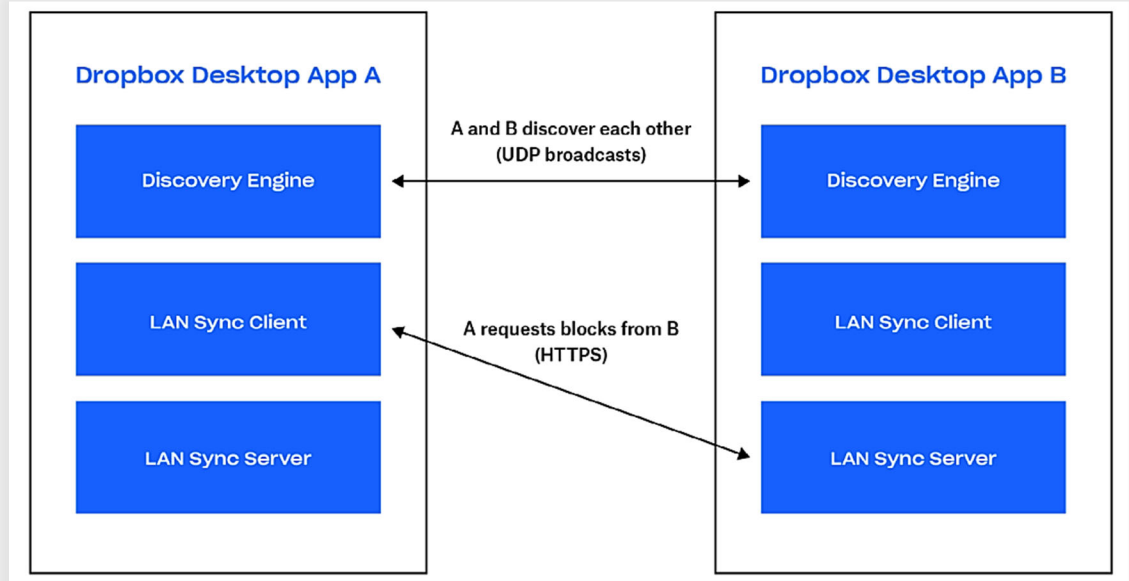 Dropbox Desktop App A
Dropbox Desktop App B
A and B discover each other
(UDP broadcasts)
Discovery Engine
Discovery Engine
LAN Sync Client
A requests blocks from B
(HTTPS)
LAN Sync Client
LAN Sync Server
LAN Sync Server